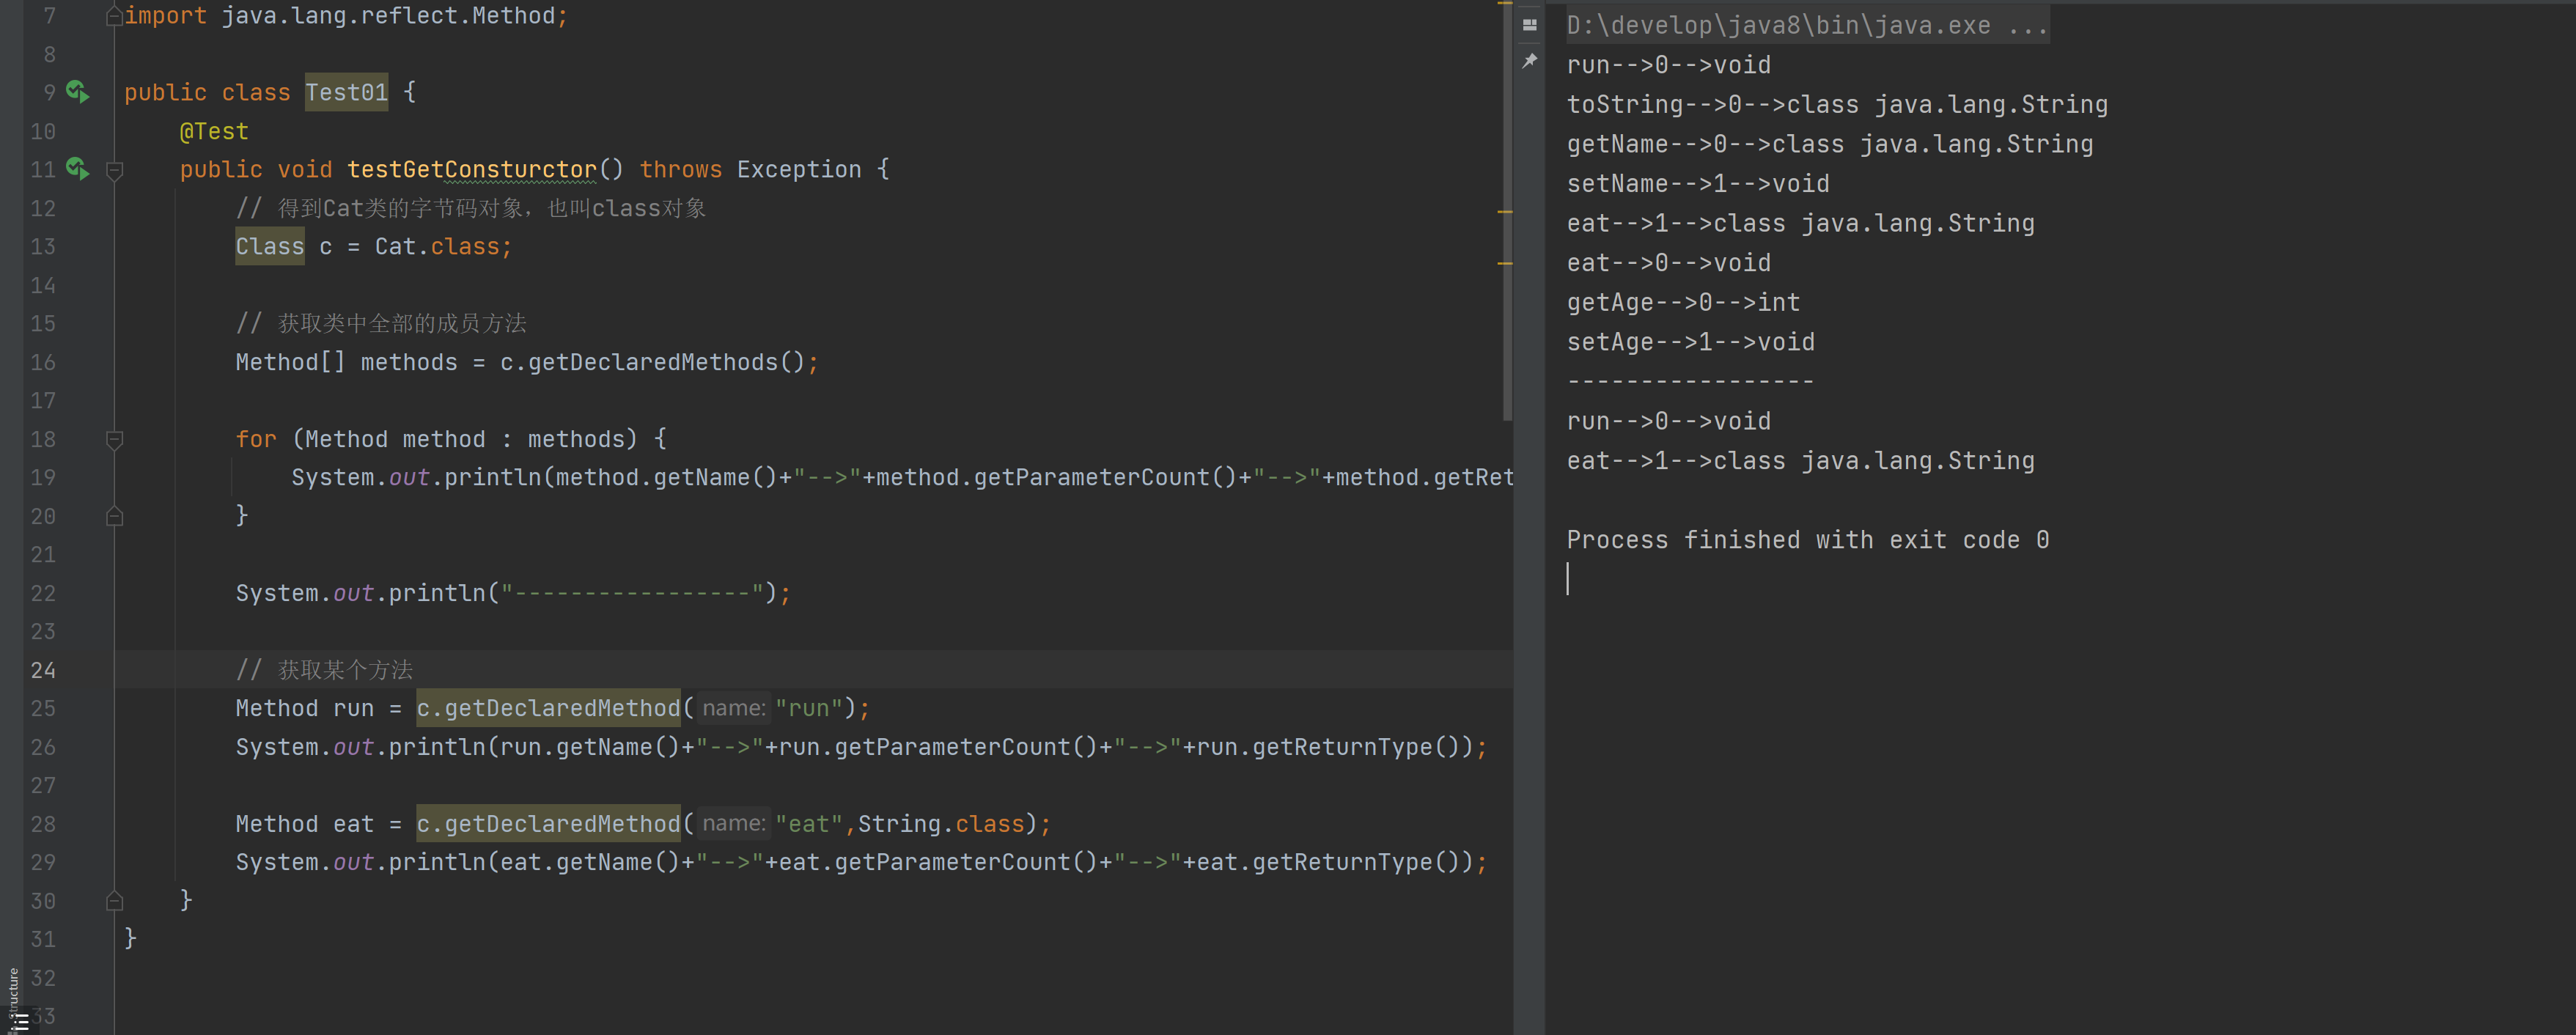 7 import java.lang.reflect.Method;
8
9 public class Test01 {
10 @Test
11 public void testGetConsturctor() throws Exception {
12 // 得到Cat类的字节码对象，也叫class对象
13 Class c = Cat.class;
14
15 // 获取类中全部的成员方法
16 Method[] methods = c.getDeclaredMethods();
17
18 for (Method method : methods) {
19 System.out.println(method.getName()+"-->"+method.getParameterCount()+"-->"+method.getRet
20 }
21
22 System.out.println("-----------------");
23
24 // 获取某个方法
25 Method run = c.getDeclaredMethod( name: "run");
26 System.out.println(run.getName()+"-->"+run.getParameterCount()+"-->"+run.getReturnType());
27
28 Method eat = c.getDeclaredMethod( name: "eat",String.class);
29 System.out.println(eat.getName()+"-->"+eat.getParameterCount()+"-->"+eat.getReturnType());
30 }
31 }
32
33
Structure
D:\develop\java8\bin\java.exe ...
run-->0-->void
toString-->0-->class java.lang.String
getName-->0-->class java.lang.String
setName-->1-->void
eat-->1-->class java.lang.String
eat-->0-->void
getAge-->0-->int
setAge-->1-->void
-----------------
run-->0-->void
eat-->1-->class java.lang.String
Process finished with exit code 0